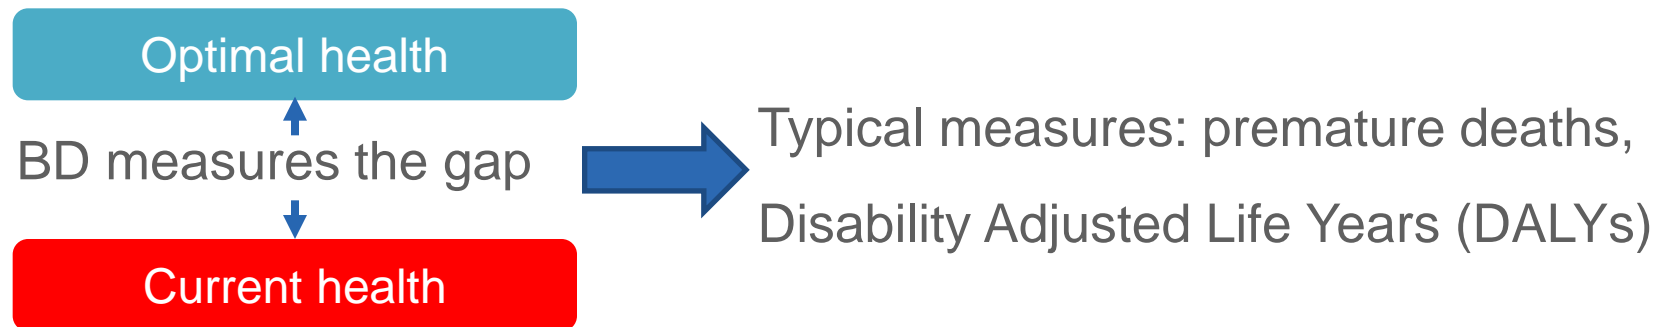 Optimal health
BD measures the gap
Current health
Typical measures: premature deaths,
Disability Adjusted Life Years (DALYs)